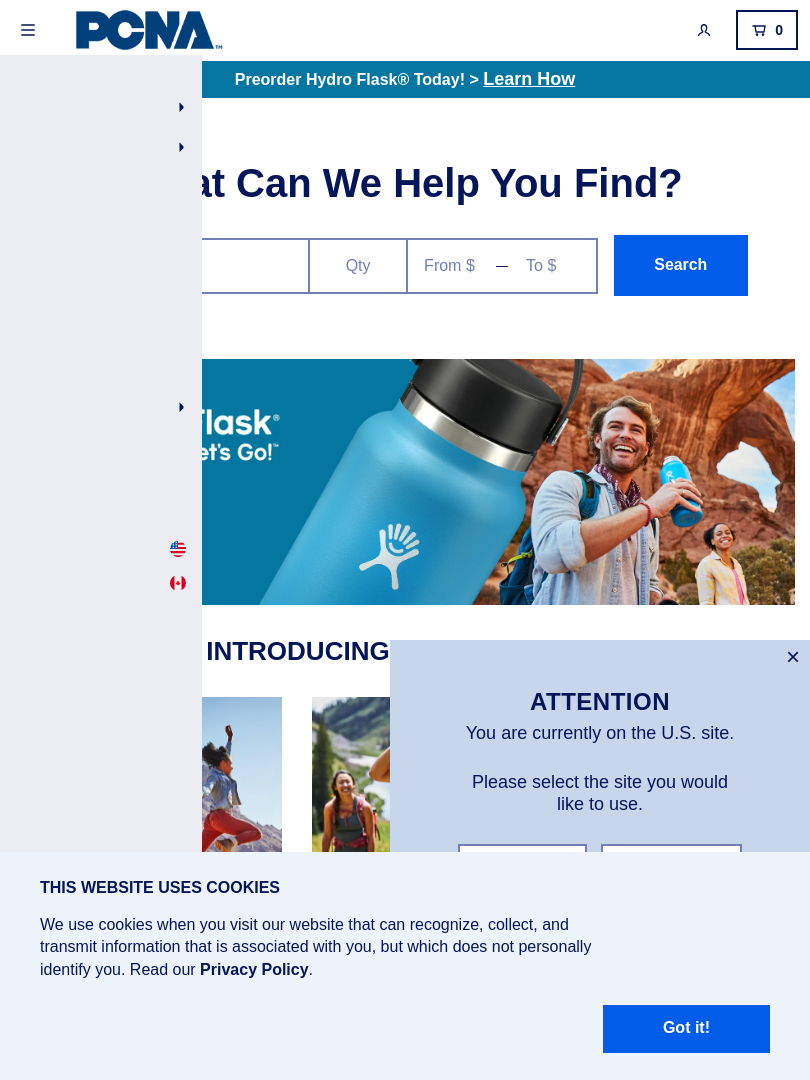 PCNA™
0
Preorder Hydro Flask® Today! > Learn How
at Can We Help You Find?
Qty
From $
To $
Search
Flask®
et's Go!™
INTRODUCING
ATTENTION
You are currently on the U.S. site.
Please select the site you would
like to use.
THIS WEBSITE USES COOKIES
We use cookies when you visit our website that can recognize, collect, and
transmit information that is associated with you, but which does not personally
identify you. Read our Privacy Policy.
Got it!